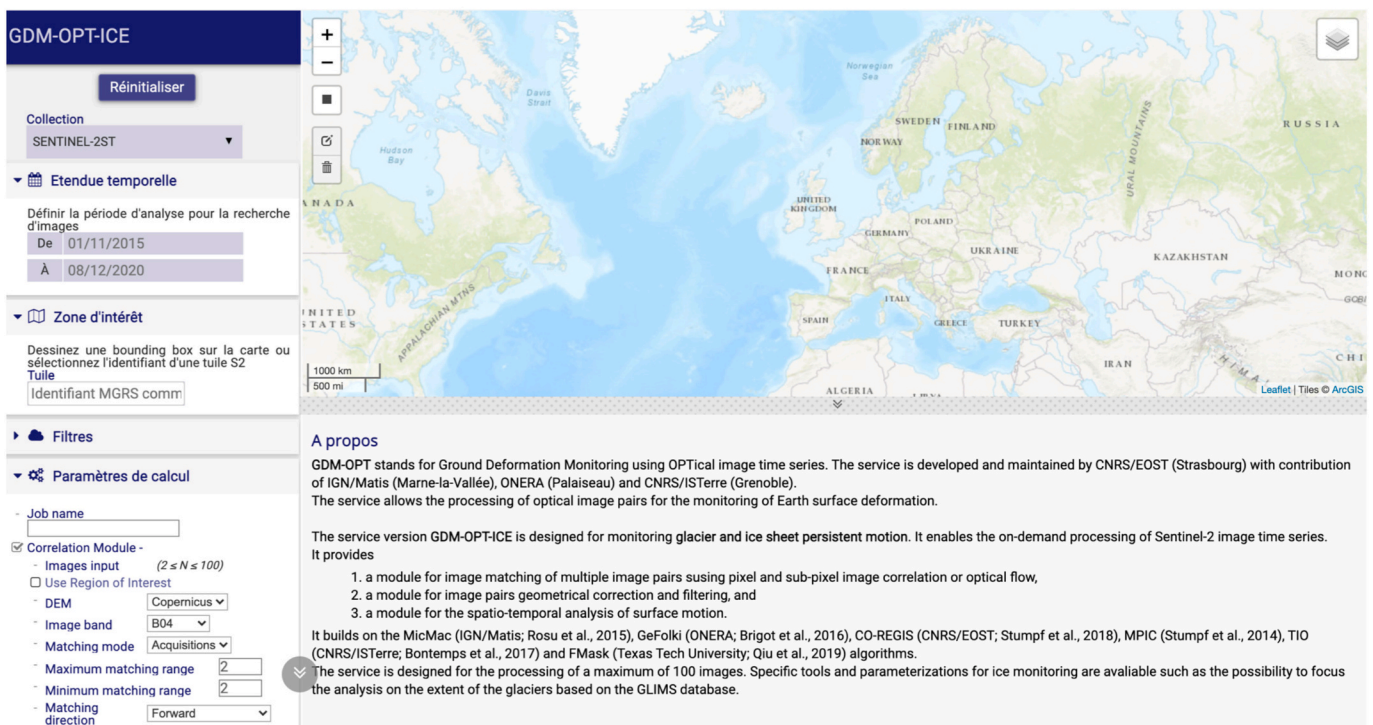 GDM-OPT-ICE
Réinitialiser
Collection
SENTINEL-2ST
Etendue temporelle
Définir la période d'analyse pour la recherche
d'images
De 01/11/2015
À 08/12/2020
Zone d'intérêt
Dessinez une bounding box sur la carte ou
sélectionnez l'identifiant d'une tuile S2
Tuile
Identifiant MGRS comm
Filtres
Paramètres de calcul
- Job name
Correlation Module -
- Images input (2 ≤ N ≤ 100)
Use Region of Interest
- DEM Copernicus
- Image band B04
- Matching mode Acquisitions
- Maximum matching range 2
- Minimum matching range 2
- Matching
direction Forward
+
−
Norwegian
Sea
Davis
Strait
SWEDEN
FINLAND
RUSSIA
NORWAY
URAL MOUNTAINS
Hudson
Bay
ANADA
UNITED
KINGDOM
POLAND
GERMANY
UKRAINE
KAZAKHSTAN
FRANCE
MONG
GOBI
ITALY
APPALACHIAN MTNS
NITED
STATES
SPAIN
GREECE
TURKEY
IRAN
CHI
HIMA
1000 km
500 mi
ALGERIA
Leaflet | Tiles © ArcGIS
A propos
GDM-OPT stands for Ground Deformation Monitoring using OPTical image time series. The service is developed and maintained by CNRS/EOST (Strasbourg) with contribution
of IGN/Matis (Marne-la-Vallée), ONERA (Palaiseau) and CNRS/ISTerre (Grenoble).
The service allows the processing of optical image pairs for the monitoring of Earth surface deformation.
The service version GDM-OPT-ICE is designed for monitoring glacier and ice sheet persistent motion. It enables the on-demand processing of Sentinel-2 image time series.
It provides
1. a module for image matching of multiple image pairs susing pixel and sub-pixel image correlation or optical flow,
2. a module for image pairs geometrical correction and filtering, and
3. a module for the spatio-temporal analysis of surface motion.
It builds on the MicMac (IGN/Matis; Rosu et al., 2015), GeFolki (ONERA; Brigot et al., 2016), CO-REGIS (CNRS/EOST; Stumpf et al., 2018), MPIC (Stumpf et al., 2014), TIO
(CNRS/ISTerre; Bontemps et al., 2017) and FMask (Texas Tech University; Qiu et al., 2019) algorithms.
The service is designed for the processing of a maximum of 100 images. Specific tools and parameterizations for ice monitoring are avaliable such as the possibility to focus
the analysis on the extent of the glaciers based on the GLIMS database.